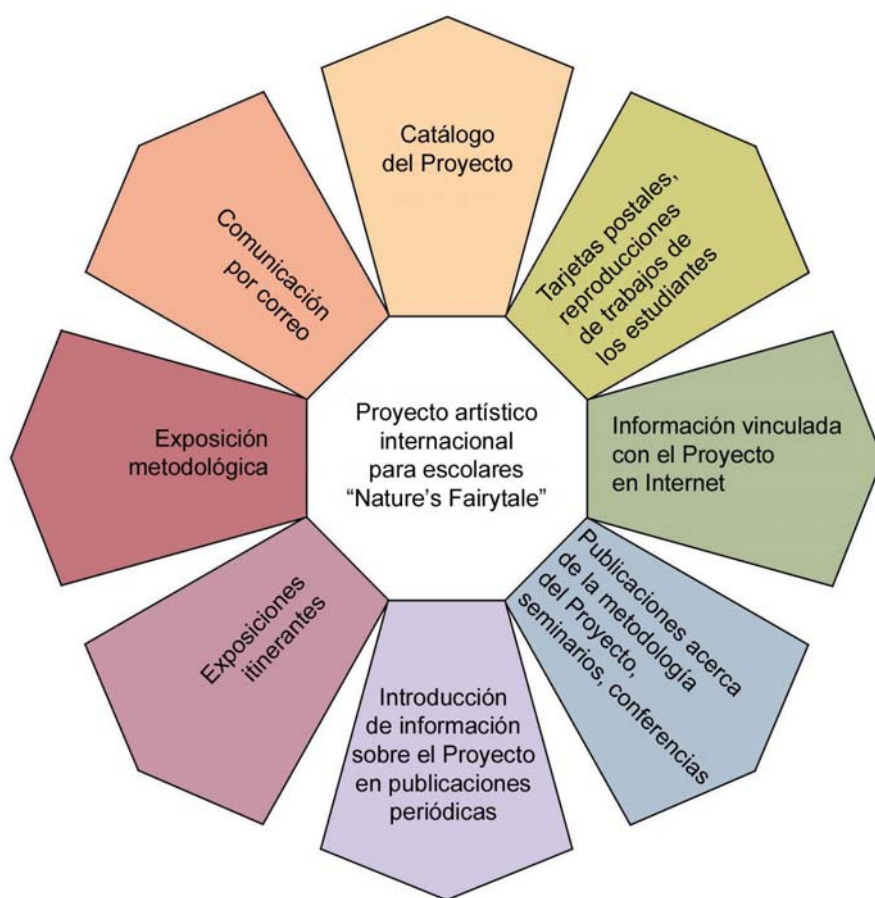 Catálogo
del Proyecto
Tarjetas postales,
reproducciones
de trabajos de
los estudiantes
Información vinculada
con el Proyecto
en Internet
Publicaciones acerca
de la metodología
del Proyecto,
seminarios, conferencias
Introducción
de información
sobre el Proyecto
en publicaciones
periódicas
Exposiciones
itinerantes
Exposición
metodológica
Comunicación
por correo
Proyecto artístico
internacional
para escolares
“Nature’s Fairytale”